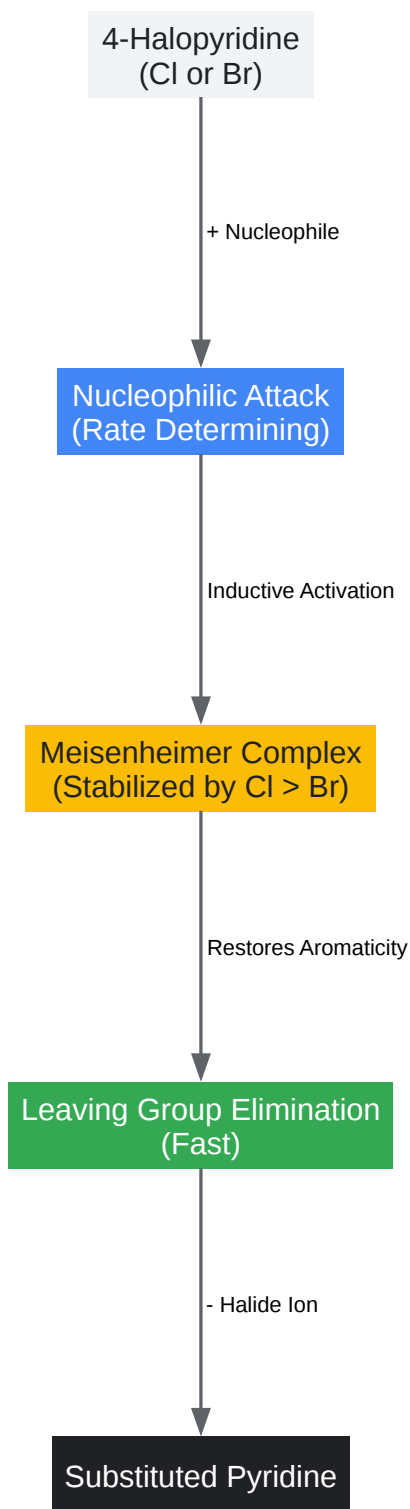 4-Halopyridine
(Cl or Br)
+ Nucleophile
Nucleophilic Attack
(Rate Determining)
Inductive Activation
Meisenheimer Complex
(Stabilized by Cl > Br)
Restores Aromaticity
Leaving Group Elimination
(Fast)
- Halide Ion
Substituted Pyridine